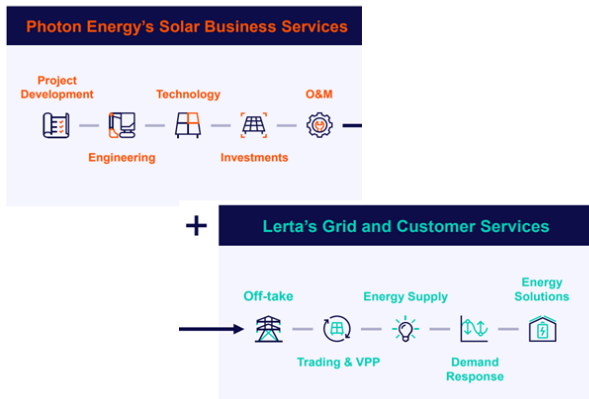 Photon Energy's Solar Business Services
Project
Development
Technology
O&M
Engineering
Investments
+
Lerta's Grid and Customer Services
Off-take
Energy Supply
Energy
Solutions
Trading & VPP
Demand
Response